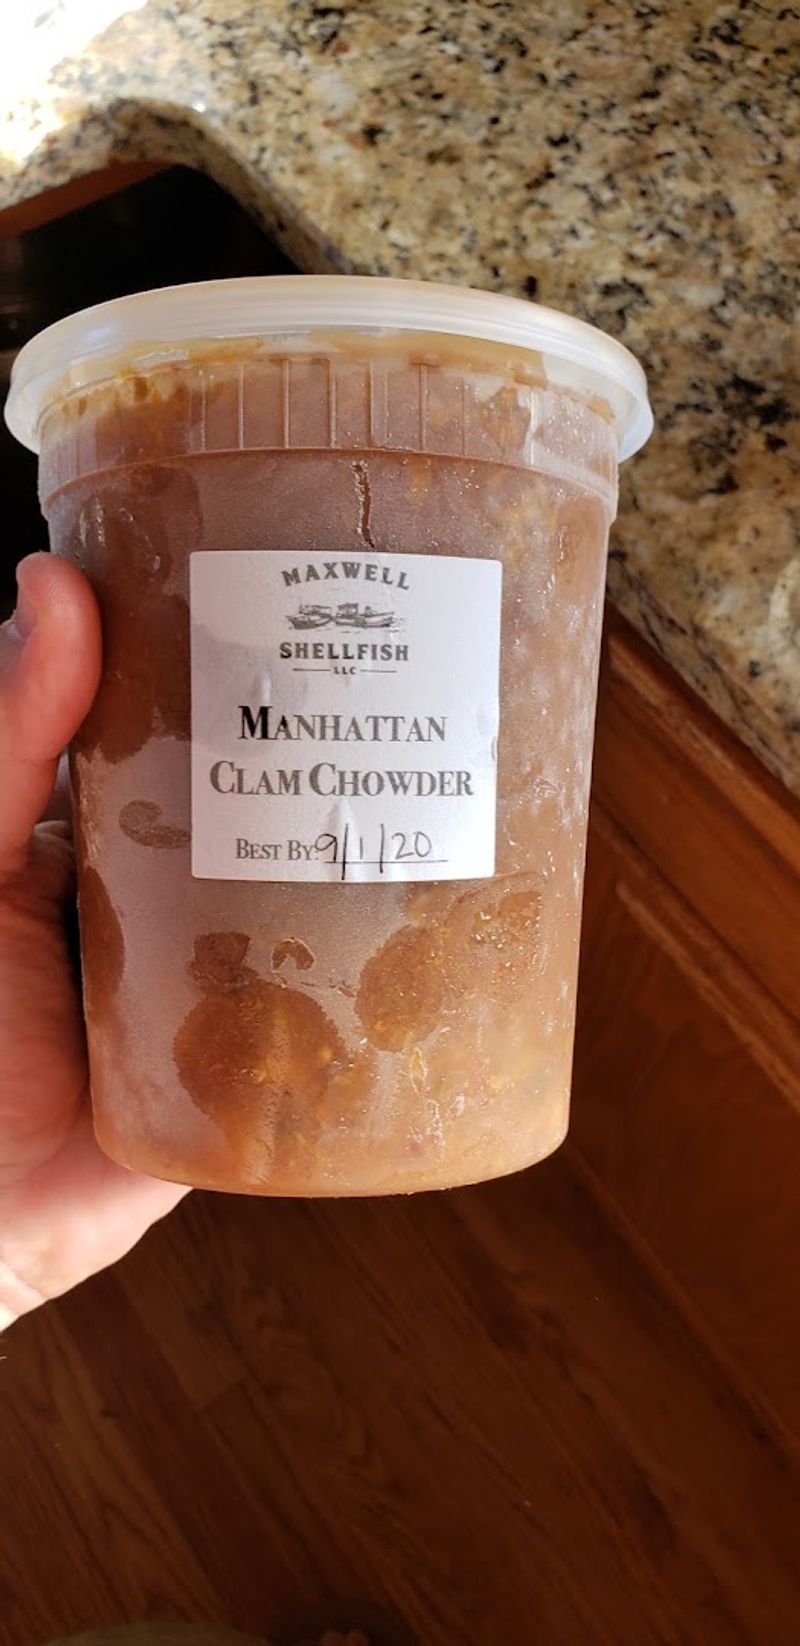 MAXWELL
SHELLFISH
LLC
MANHATTAN
CLAM CHOWDER
BEST BY: 9/1/20